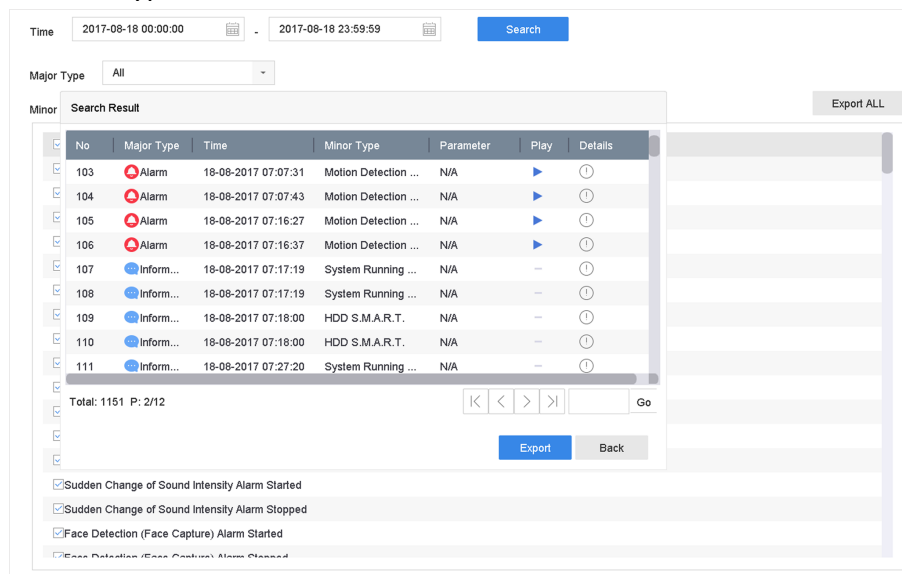 Time 2017-08-18 00:00:00 - 2017-08-18 23:59:59 Search
Major Type All
Minor Search Result Export ALL
No Major Type Time Minor Type Parameter Play Details
103 Alarm 18-08-2017 07:07:31 Motion Detection ... N/A
104 Alarm 18-08-2017 07:07:43 Motion Detection ... N/A
105 Alarm 18-08-2017 07:16:27 Motion Detection ... N/A
106 Alarm 18-08-2017 07:16:37 Motion Detection ... N/A
107 Inform... 18-08-2017 07:17:19 System Running ... N/A –
108 Inform... 18-08-2017 07:17:19 System Running ... N/A –
109 Inform... 18-08-2017 07:18:00 HDD S.M.A.R.T. N/A –
110 Inform... 18-08-2017 07:18:00 HDD S.M.A.R.T. N/A –
111 Inform... 18-08-2017 07:27:20 System Running ... N/A –
Total: 1151 P: 2/12 Go
Export Back
Sudden Change of Sound Intensity Alarm Started
Sudden Change of Sound Intensity Alarm Stopped
Face Detection (Face Capture) Alarm Started
Face Detection (Face Capture) Alarm Stopped